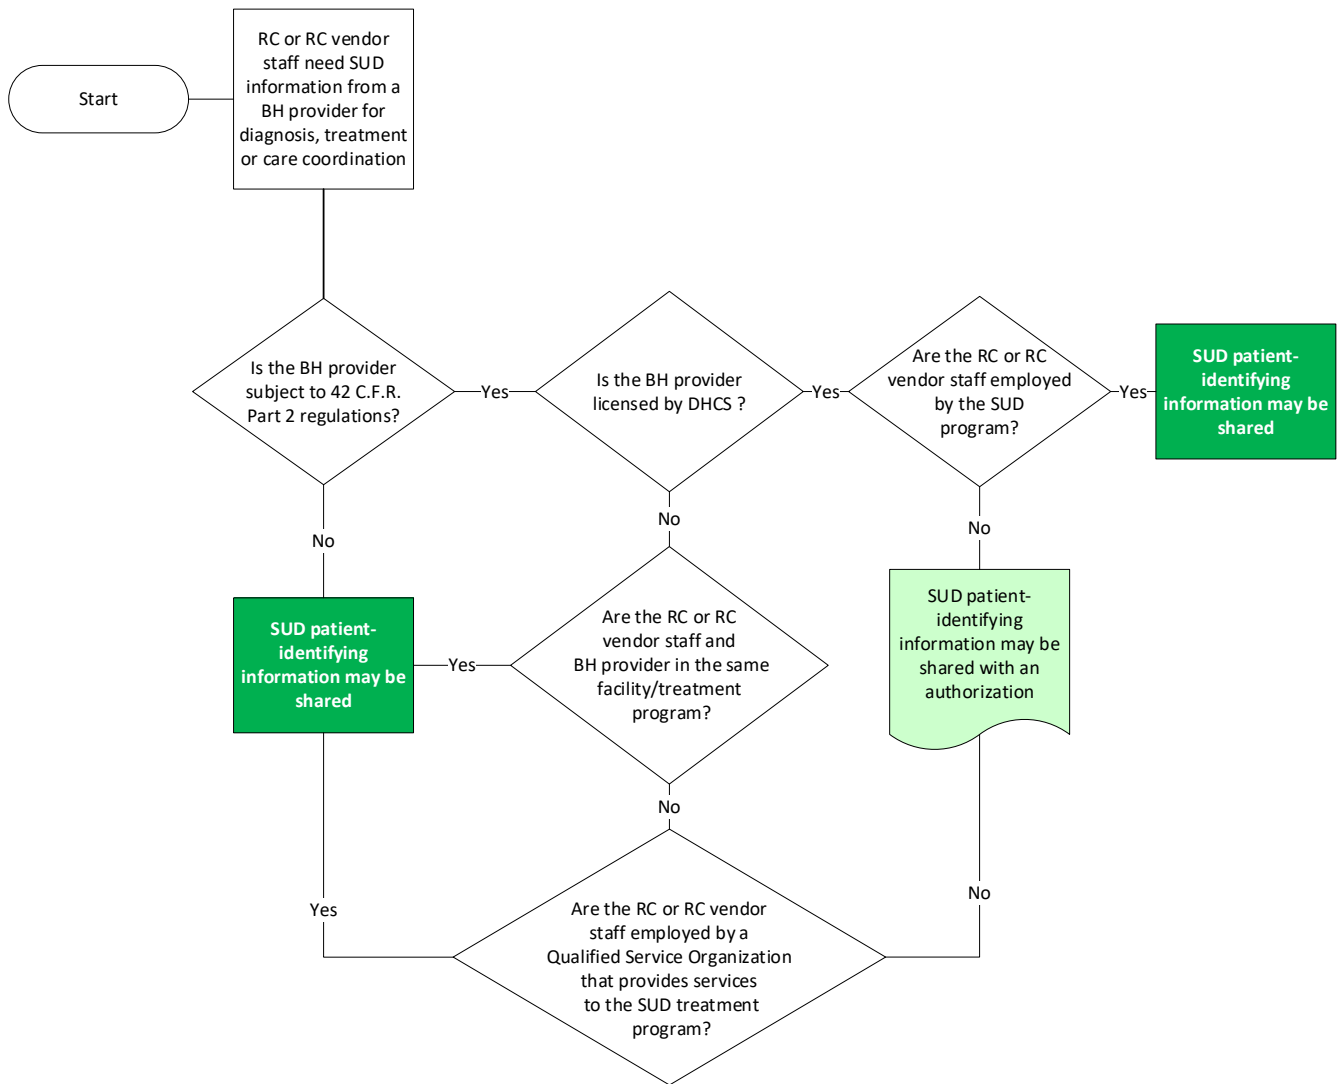 Start
RC or RC vendor
staff need SUD
information from a
BH provider for
diagnosis, treatment
or care coordination
Is the BH provider
subject to 42 C.F.R.
Part 2 regulations?
Yes
Is the BH provider
licensed by DHCS ?
Yes
Are the RC or RC
vendor staff employed
by the SUD
program?
Yes
SUD patient-
identifying
information may be
shared
No
No
No
SUD patient-
identifying
information may be
shared
Yes
Are the RC or RC
vendor staff and
BH provider in the same
facility/treatment
program?
SUD patient-
identifying
information may be
shared with an
authorization
No
Yes
Are the RC or RC vendor
staff employed by a
Qualified Service Organization
that provides services
to the SUD treatment
program?
No